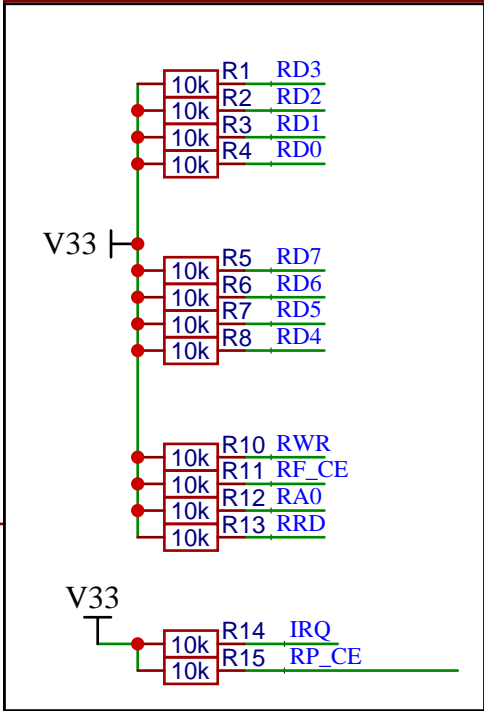 10k R1 RD3
10k R2 RD2
10k R3 RD1
10k R4 RD0
V33
10k R5 RD7
10k R6 RD6
10k R7 RD5
10k R8 RD4
10k R10 RWR
10k R11 RF_CE
10k R12 RA0
10k R13 RRD
V33
10k R14 IRQ
10k R15 RP_CE